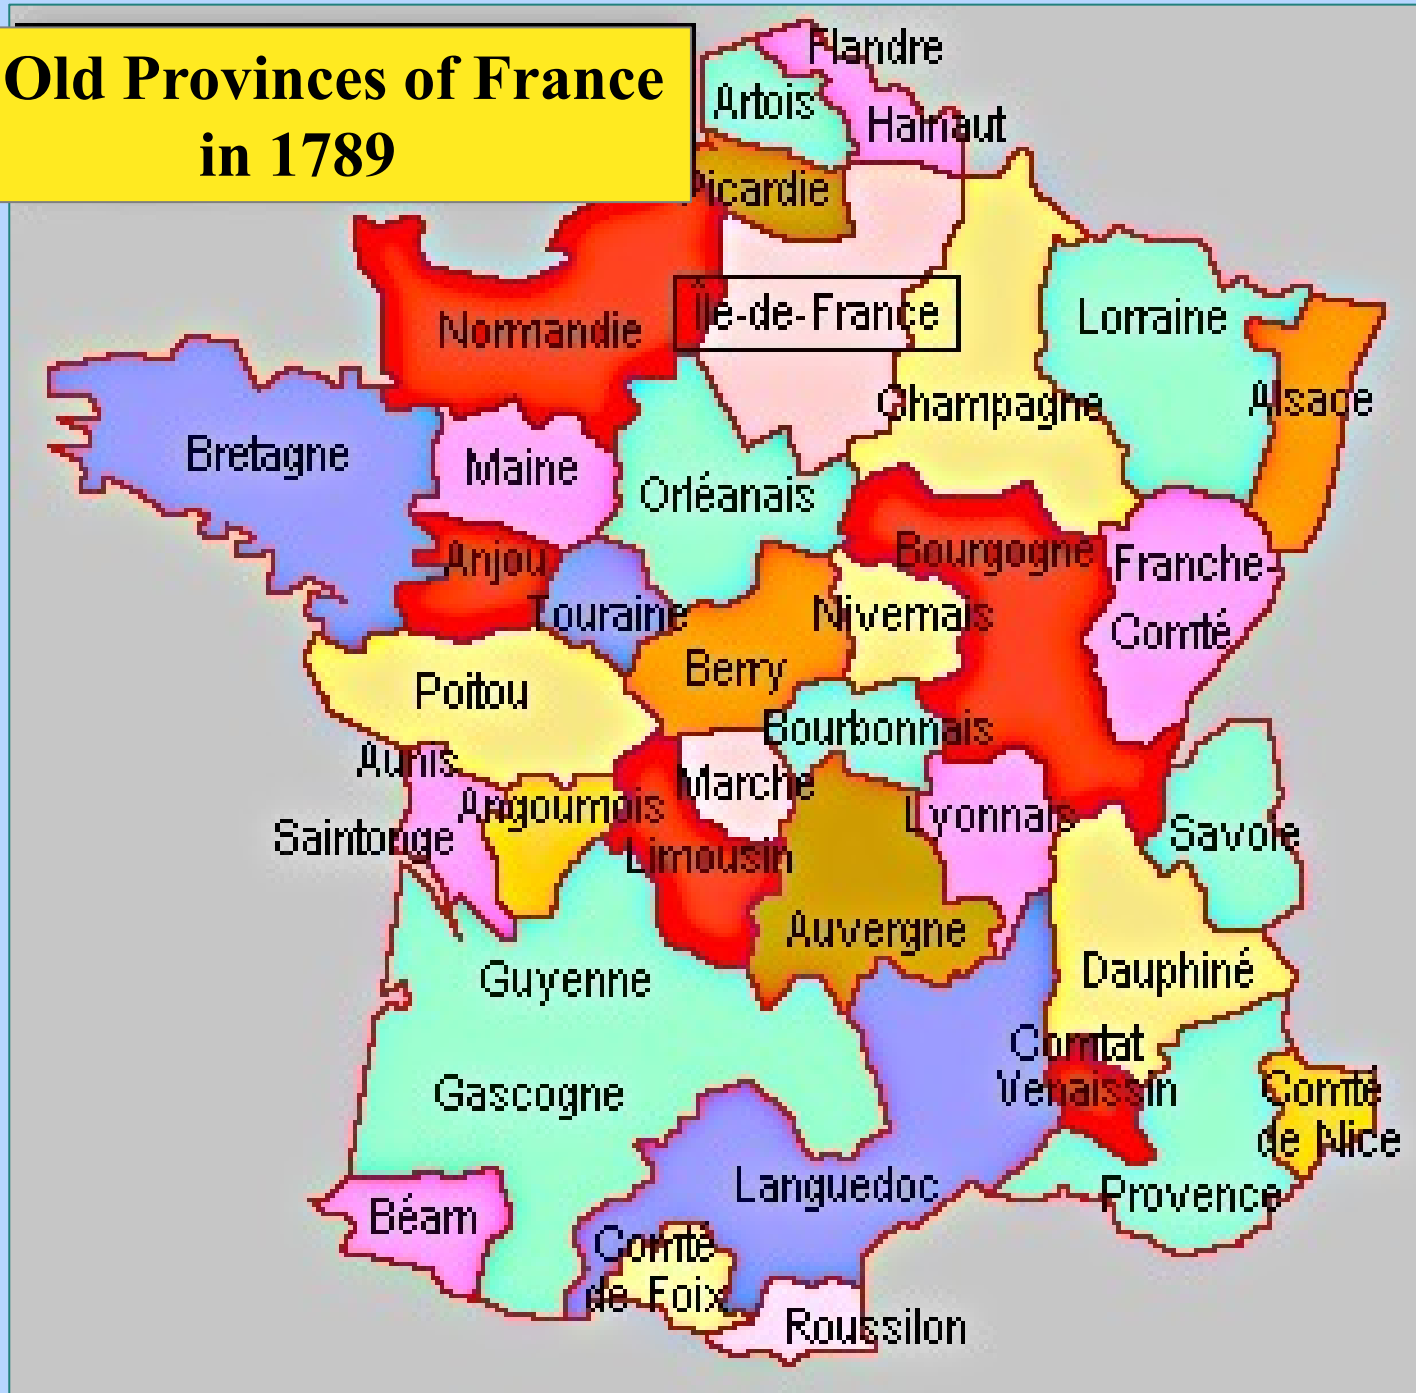 Old Provinces of France
in 1789
Flandre
Artois
Hainaut
Picardie
Île-de-France
Normandie
Lorraine
Alsace
Champagne
Bretagne
Maine
Orléanais
Anjou
Bourgogne
Franche-
Comté
Touraine
Nivernais
Berry
Poitou
Bourbonnais
Aunis
Marche
Angoumois
Lyonnais
Saintonge
Savoie
Limousin
Auvergne
Dauphiné
Guyenne
Comtat
Venaissin
Gascogne
Comté
de Nice
Languedoc
Provence
Béarn
Comté
de Foix
Roussilon